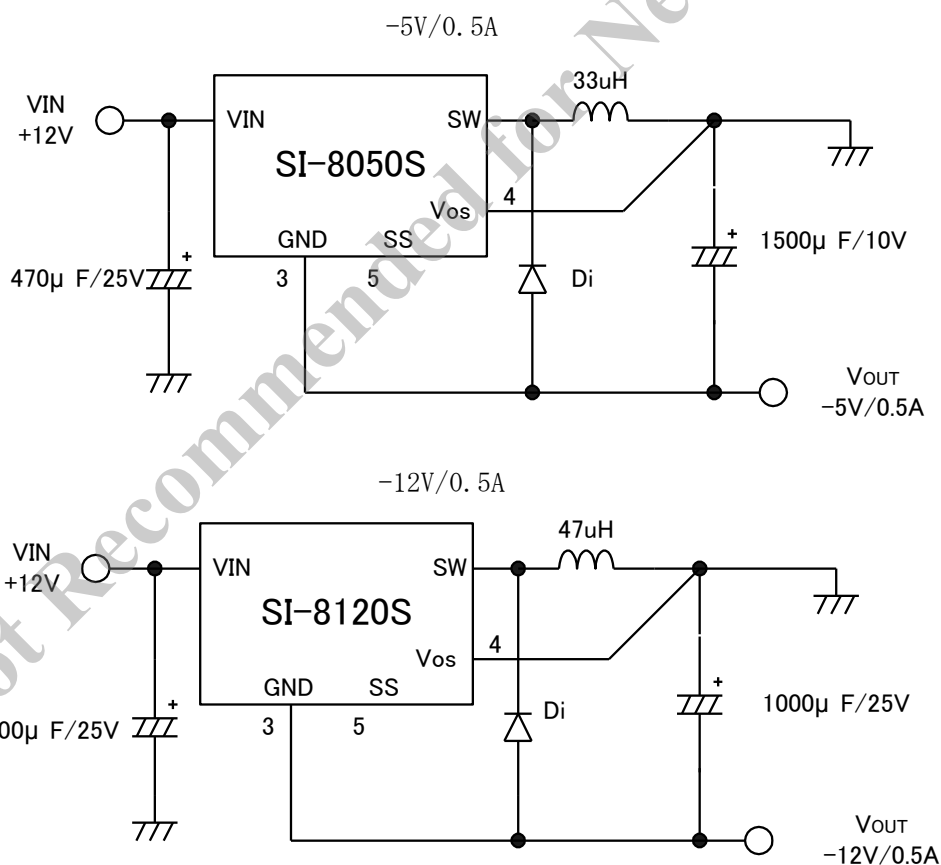 -5V/0.5A
VIN
+12V
VIN
SW
33uH
SI-8050S
Vos
4
GND
SS
3
5
470μ F/25V
+
Di
+
1500μ F/10V
VOUT
-5V/0.5A
-12V/0.5A
VIN
+12V
VIN
SW
47uH
SI-8120S
Vos
4
GND
SS
3
5
00μ F/25V
+
Di
+
1000μ F/25V
VOUT
-12V/0.5A
Recommended for